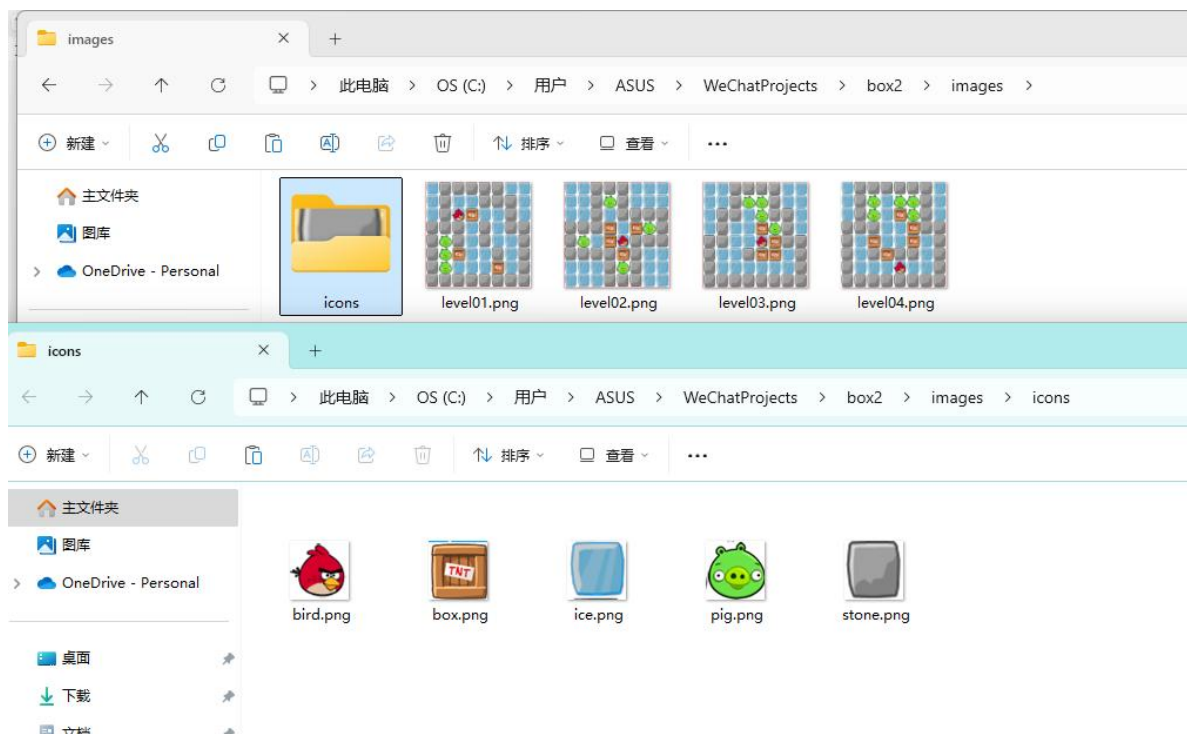 images
此电脑 > OS (C:) > 用户 > ASUS > WeChatProjects > box2 > images >
新建 排序 查看 ...
主文件夹
图库
OneDrive - Personal
icons level01.png level02.png level03.png level04.png
icons
此电脑 > OS (C:) > 用户 > ASUS > WeChatProjects > box2 > images > icons
新建 排序 查看 ...
主文件夹
图库
OneDrive - Personal
TNT
bird.png box.png ice.png pig.png stone.png
桌面
下载
文档